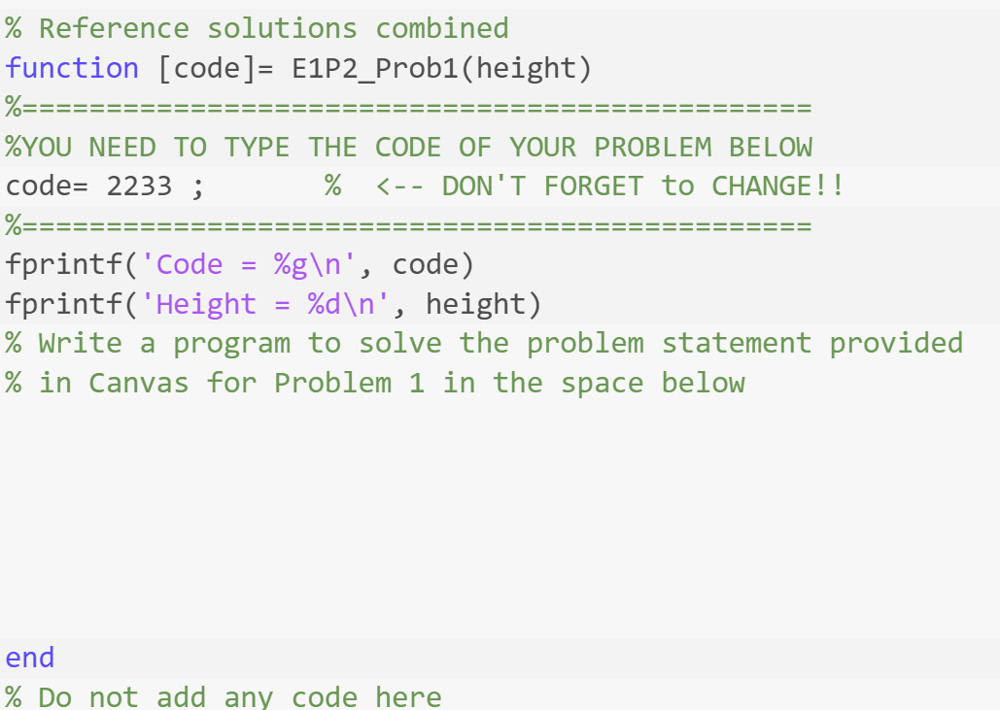 % Reference solutions combined
function [code]= E1P2_Prob1(height)
%===============================================
%YOU NEED TO TYPE THE CODE OF YOUR PROBLEM BELOW
code= 2233 ;       %  <-- DON'T FORGET to CHANGE!!
%===============================================
fprintf('Code = %g\n', code)
fprintf('Height = %d\n', height)
% Write a program to solve the problem statement provided
% in Canvas for Problem 1 in the space below
end
% Do not add any code here